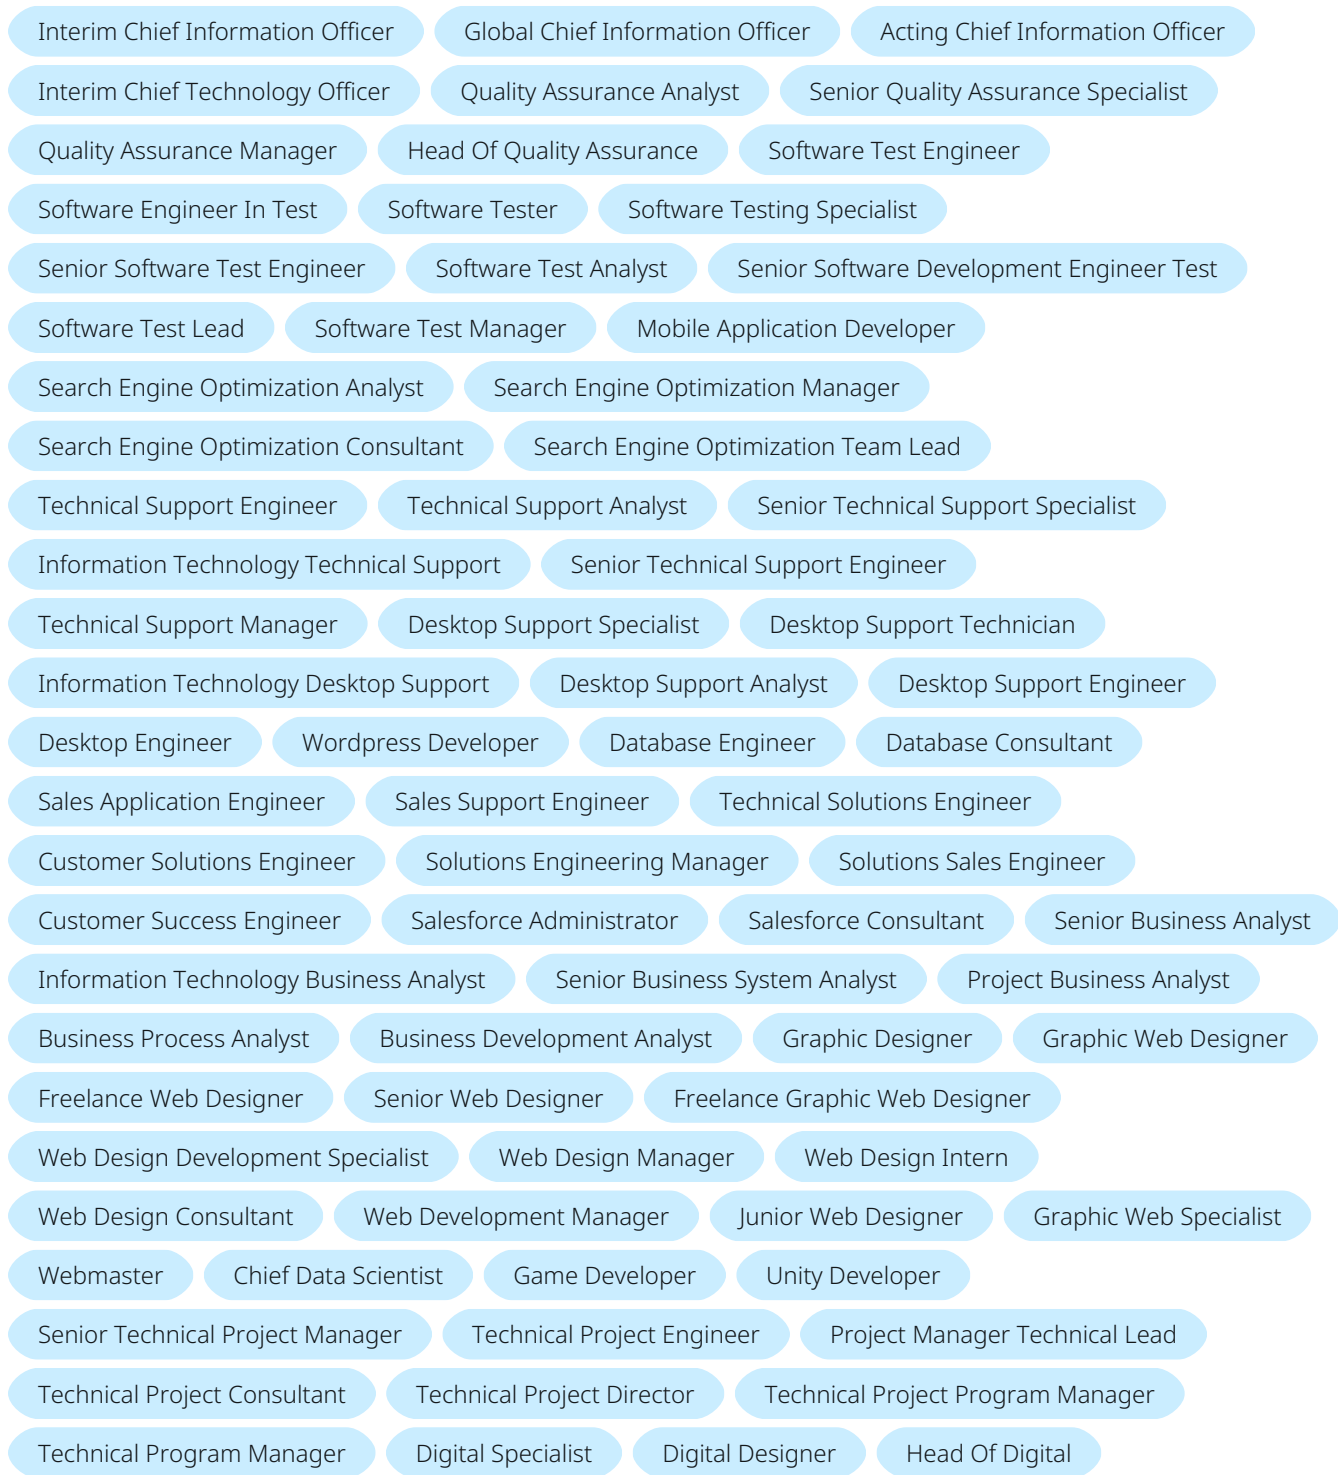 Interim Chief Information Officer Global Chief Information Officer Acting Chief Information Officer
Interim Chief Technology Officer Quality Assurance Analyst Senior Quality Assurance Specialist
Quality Assurance Manager Head Of Quality Assurance Software Test Engineer
Software Engineer In Test Software Tester Software Testing Specialist
Senior Software Test Engineer Software Test Analyst Senior Software Development Engineer Test
Software Test Lead Software Test Manager Mobile Application Developer
Search Engine Optimization Analyst Search Engine Optimization Manager
Search Engine Optimization Consultant Search Engine Optimization Team Lead
Technical Support Engineer Technical Support Analyst Senior Technical Support Specialist
Information Technology Technical Support Senior Technical Support Engineer
Technical Support Manager Desktop Support Specialist Desktop Support Technician
Information Technology Desktop Support Desktop Support Analyst Desktop Support Engineer
Desktop Engineer Wordpress Developer Database Engineer Database Consultant
Sales Application Engineer Sales Support Engineer Technical Solutions Engineer
Customer Solutions Engineer Solutions Engineering Manager Solutions Sales Engineer
Customer Success Engineer Salesforce Administrator Salesforce Consultant Senior Business Analyst
Information Technology Business Analyst Senior Business System Analyst Project Business Analyst
Business Process Analyst Business Development Analyst Graphic Designer Graphic Web Designer
Freelance Web Designer Senior Web Designer Freelance Graphic Web Designer
Web Design Development Specialist Web Design Manager Web Design Intern
Web Design Consultant Web Development Manager Junior Web Designer Graphic Web Specialist
Webmaster Chief Data Scientist Game Developer Unity Developer
Senior Technical Project Manager Technical Project Engineer Project Manager Technical Lead
Technical Project Consultant Technical Project Director Technical Project Program Manager
Technical Program Manager Digital Specialist Digital Designer Head Of Digital